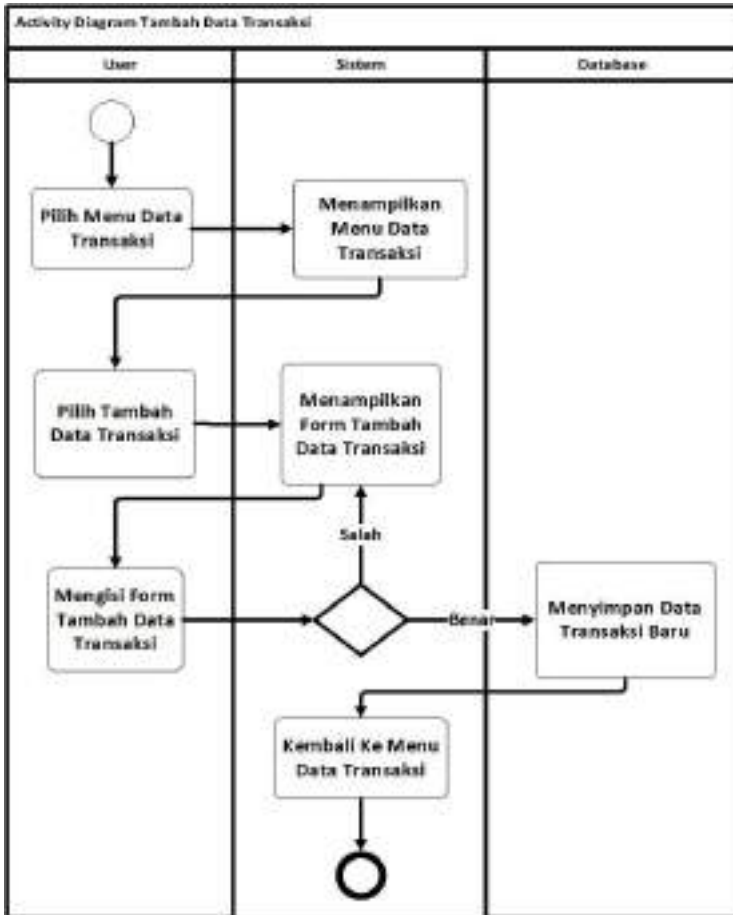 Activity Diagram Tambah Data Transaksi
User
Sistem
Database
Pilih Menu Data
Transaksi
Menampilkan
Menu Data
Transaksi
Pilih Tambah
Data Transaksi
Menampilkan
Form Tambah
Data Transaksi
Salah
Mengisi Form
Tambah Data
Transaksi
Benar
Menyimpan Data
Transaksi Baru
Kembali Ke Menu
Data Transaksi